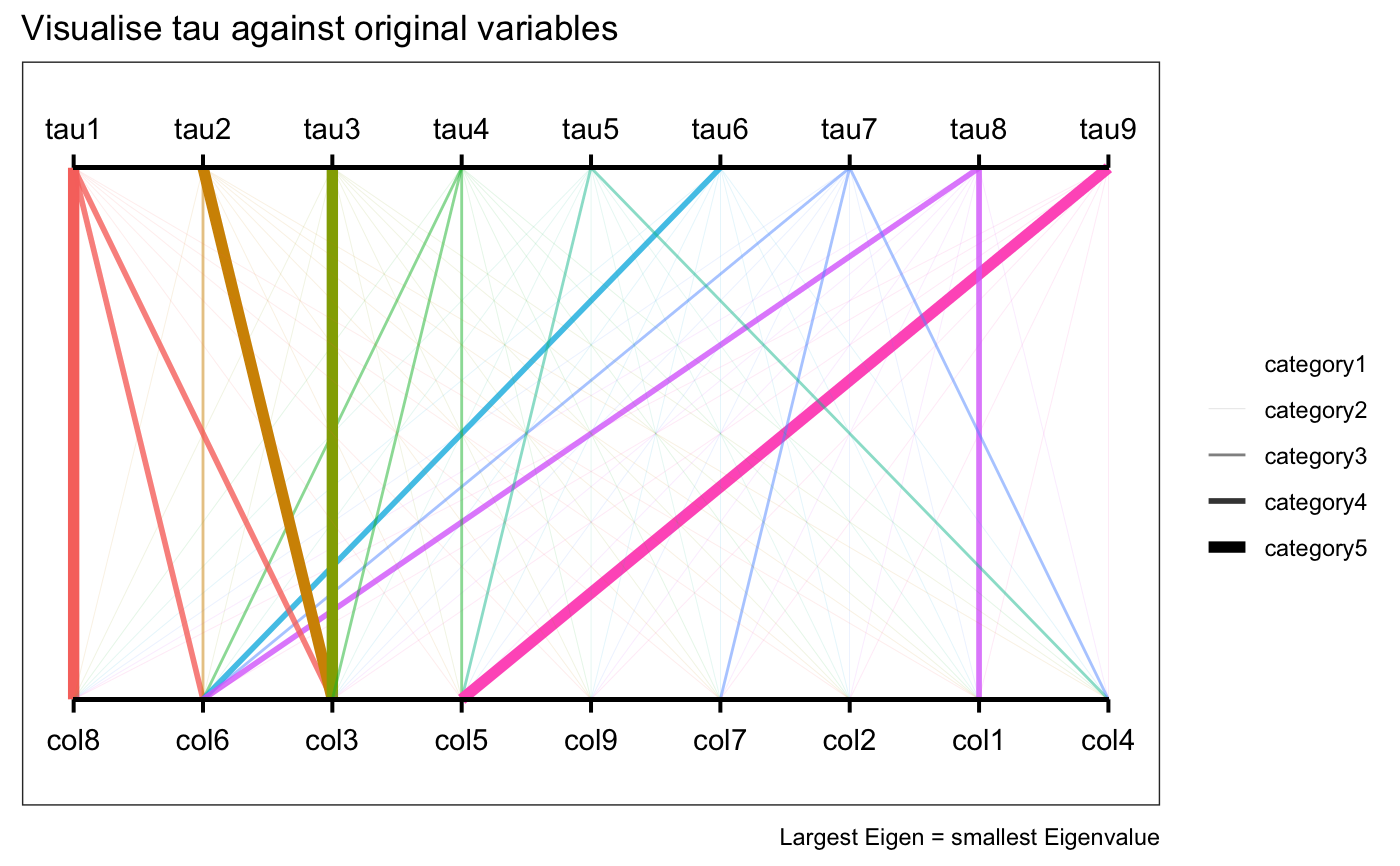 Visualise tau against original variables
tau1 tau2 tau3 tau4 tau5 tau6 tau7 tau8 tau9
col8 col6 col3 col5 col9 col7 col2 col1 col4
category1
category2
category3
category4
category5
Largest Eigen = smallest Eigenvalue